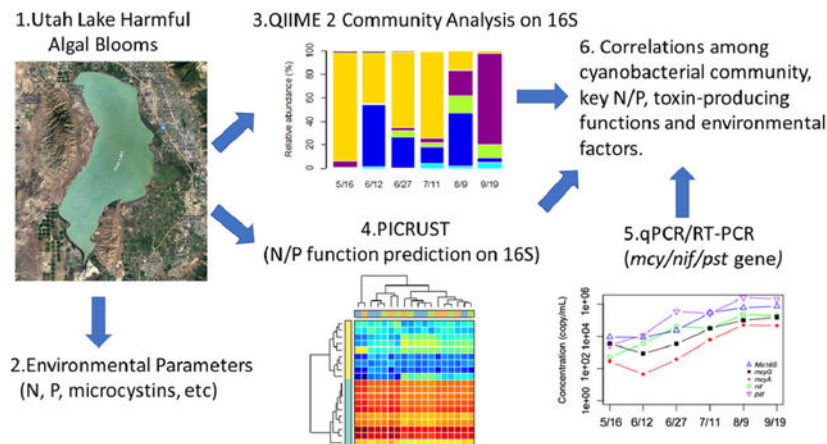 1.Utah Lake Harmful
Algal Blooms
2.Environmental Parameters
(N, P, microcystins, etc)
3.QIIME 2 Community Analysis on 16S
Relative abundance (%)
100
80
60
40
20
0
5/16 6/12 6/27 7/11 8/9 9/19
4.PICRUST
(N/P function prediction on 16S)
5.qPCR/RT-PCR
(mcy/nif/pst gene)
Concentration (copy/mL)
1e+06
1e+04
1e+02
1e+00
mcyG
mcyA
nif
pst
5/16 6/12 6/27 7/11 8/9 9/19
6. Correlations among
cyanobacterial community,
key N/P, toxin-producing
functions and environmental
factors.